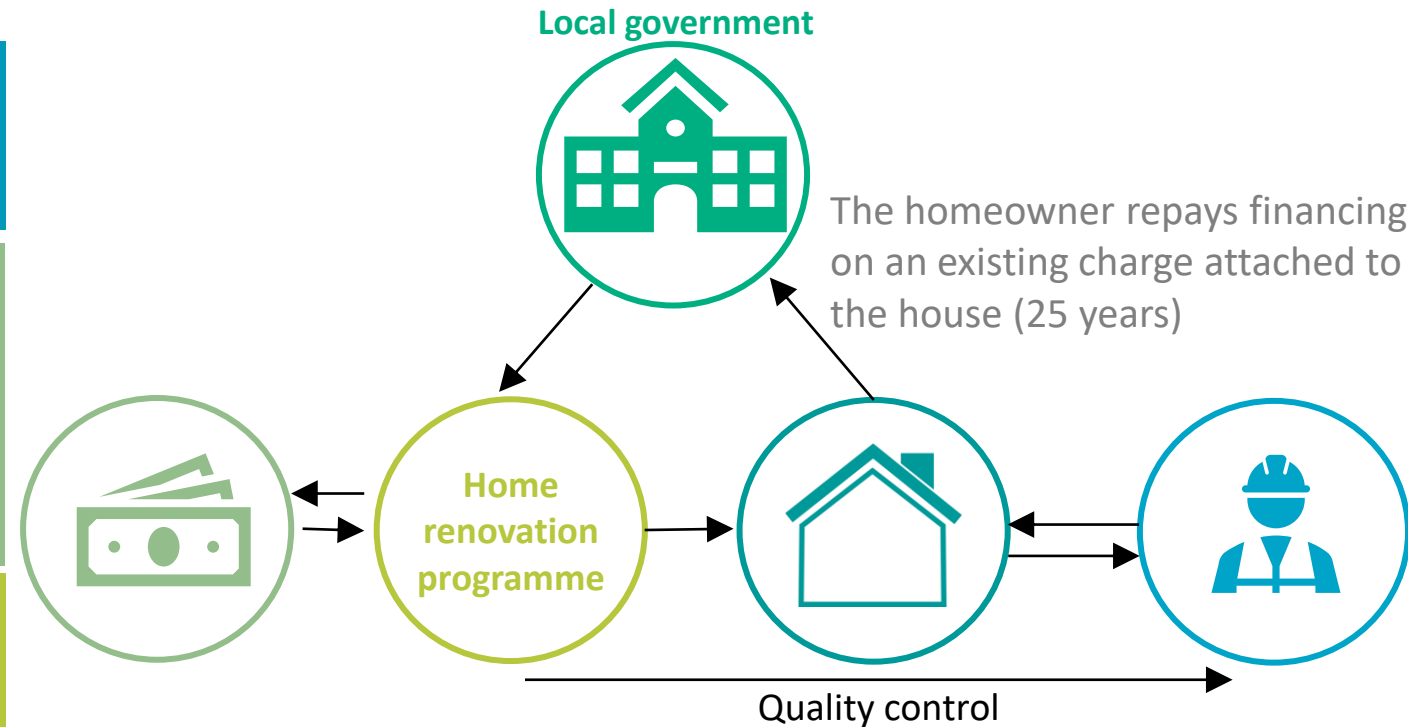 Local government
The homeowner repays financing
on an existing charge attached to
the house (25 years)
Home
renovation
programme
Quality control